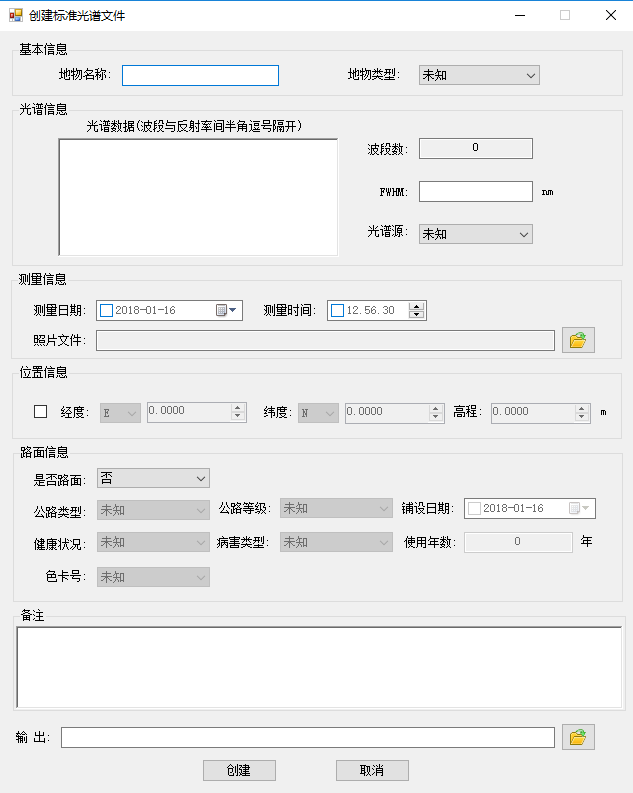 创建标准光谱文件
基本信息
地物名称: 地物类型: 未知
光谱信息
光谱数据(波段与反射率间半角逗号隔开)
波段数: 0
FWHM: nm
光谱源: 未知
测量信息
测量日期: 2018-01-16 测量时间: 12.56.30
照片文件:
位置信息
经度: E 0.0000 纬度: N 0.0000 高程: 0.0000 m
路面信息
是否路面: 否
公路类型: 未知 公路等级: 未知 铺设日期: 2018-01-16
健康状况: 未知 病害类型: 未知 使用年数: 0 年
色卡号: 未知
备注
输 出:
创建 取消